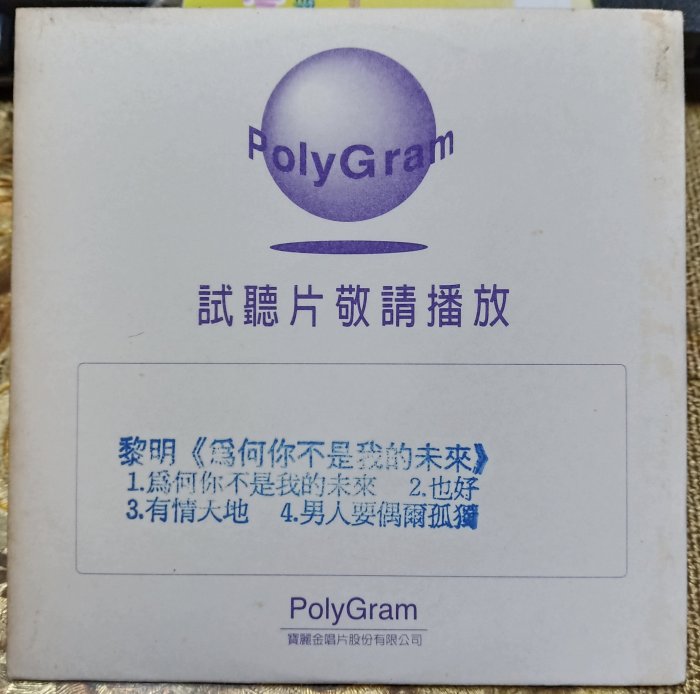 PolyGram
試聽片敬請播放
黎明《爲何你不是我的未來》
1.爲何你不是我的未來 2.也好
3.有情天地 4.男人要偶爾孤獨
PolyGram
寶麗金唱片股份有限公司